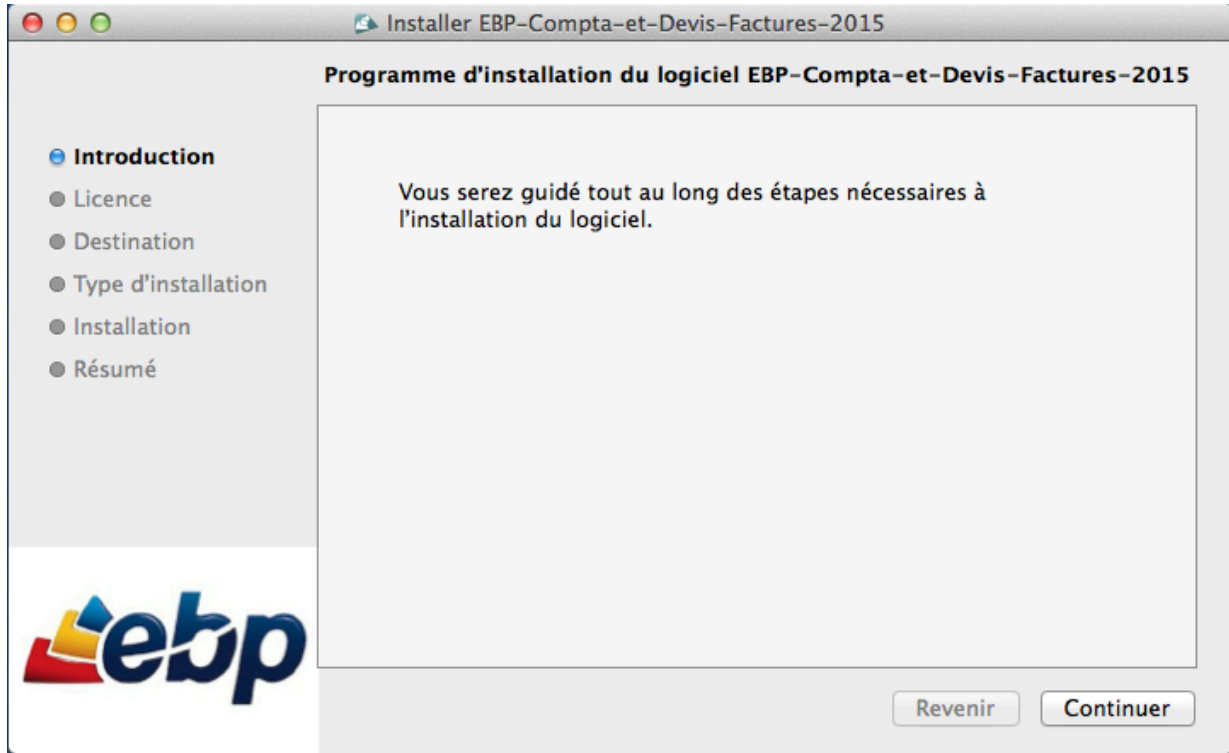 Installer EBP-Compta-et-Devis-Factures-2015
Programme d'installation du logiciel EBP-Compta-et-Devis-Factures-2015
Introduction
Licence
Destination
Type d'installation
Installation
Résumé
Vous serez guidé tout au long des étapes nécessaires à
l'installation du logiciel.
ebp
Revenir
Continuer